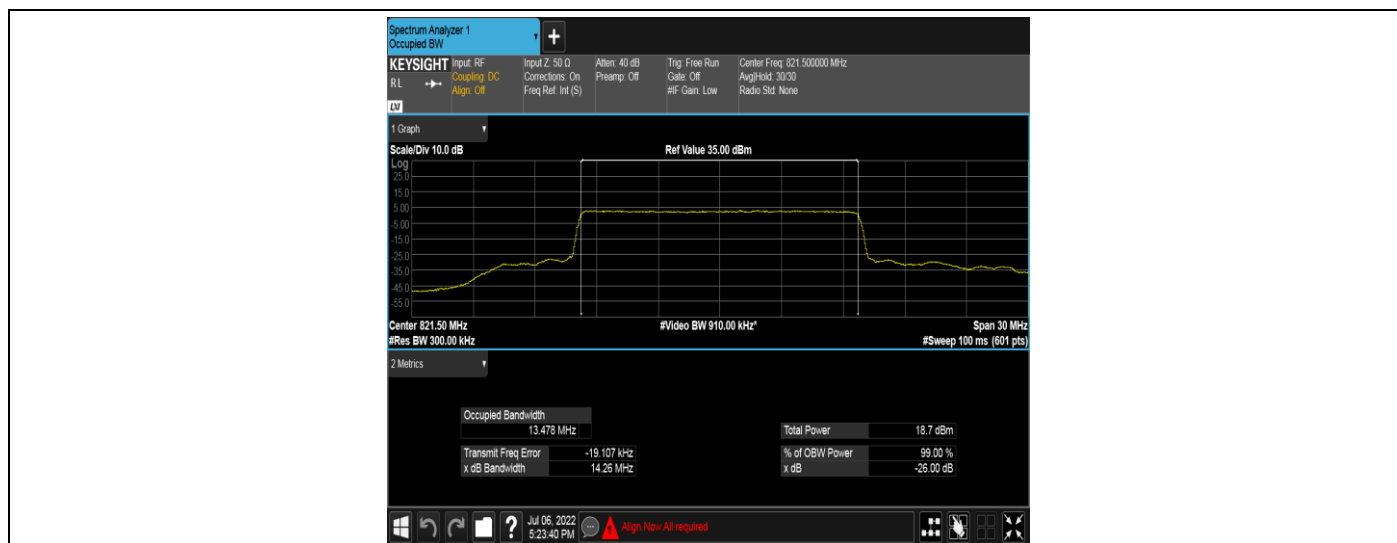 Spectrum Analyzer 1
Occupied BW
KEYSIGHT Input: RF Input Z: 50 Ω Atten: 40 dB Trig: Free Run Center Freq: 821.500000 MHz
RL Coupling: DC Corrections: On Preamp: Off Gate: Off Avg|Hold: 30/30
Align: Off Freq Ref: Int (S) #IF Gain: Low Radio Std: None
LXI
1 Graph
Scale/Div 10.0 dB Ref Value 35.00 dBm
Log
25.0
15.0
5.00
-5.00
-15.0
-25.0
-35.0
-45.0
-55.0
Center 821.50 MHz #Video BW 910.00 kHz* Span 30 MHz
#Res BW 300.00 kHz #Sweep 100 ms (601 pts)
2 Metrics
Occupied Bandwidth
13.478 MHz Total Power 18.7 dBm
Transmit Freq Error -19.107 kHz % of OBW Power 99.00 %
x dB Bandwidth 14.26 MHz x dB -26.00 dB
? Jul 06, 2022
5:23:40 PM Align Now All required